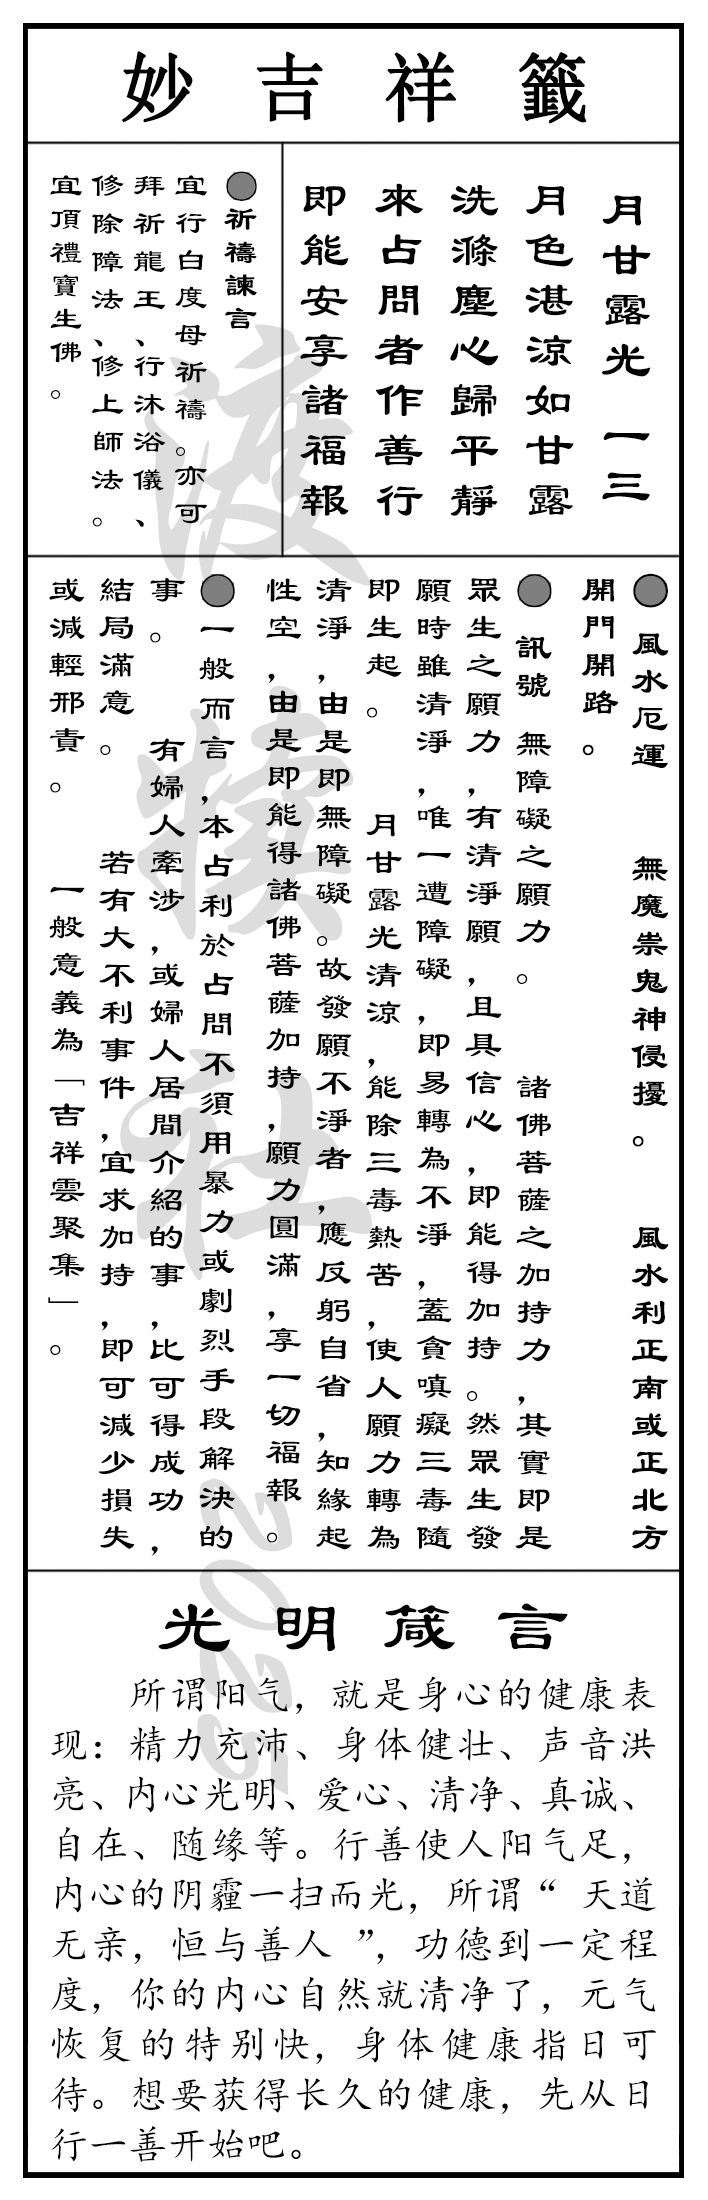 妙吉祥籤
月甘露光 一三
月色湛涼如甘露
洗滌塵心歸平靜
來占問者作善行
即能安享諸福報
●祈禱諫言
宜行白度母祈禱。亦可
拜祈龍王、行沐浴儀、
修除障法、修上師法。
宜頂禮寶生佛。
● 風水厄運 無魔祟鬼神侵擾。 風水利正南或正北方
開門開路。
● 訊號 無障礙之願力。 諸佛菩薩之加持力，其實即是
眾生之願力，有清淨願，且具信心，即能得加持。然眾生發
願時雖清淨，唯一遭障礙，即易轉為不淨，蓋貪嗔癡三毒隨
即生起。 月甘露光清涼，能除三毒熱苦，使人願力轉為
清淨，由是即無障礙。故發願不淨者，應反躬自省，知緣起
性空，由是即能得諸佛菩薩加持，願力圓滿，享一切福報。
●一般而言，本占利於占問不須用暴力或劇烈手段解決的
事。 有婦人牽涉，或婦人居間介紹的事，比可得成功，
結局滿意。 若有大不利事件，宜求加持，即可減少損失
或減輕邪責。 一般意義為「吉祥雲聚集」。
渡犊社2025
光明箴言
所谓阳气，就是身心的健康表
现：精力充沛、身体健壮、声音洪
亮、内心光明、爱心、清净、真诚、
自在、随缘等。行善使人阳气足，
内心的阴霾一扫而光，所谓“ 天道
无亲，恒与善人 ”，功德到一定程
度，你的内心自然就清净了，元气
恢复的特别快，身体健康指日可
待。想要获得长久的健康，先从日
行一善开始吧。